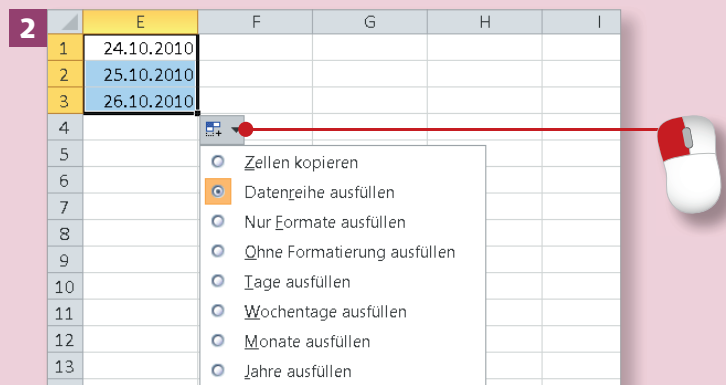 2
E F G H I
1 24.10.2010
2 25.10.2010
3 26.10.2010
4
5 Zellen kopieren
6 Datenreihe ausfüllen
7 Nur Formate ausfüllen
8
9 Ohne Formatierung ausfüllen
10 Tage ausfüllen
11 Wochentage ausfüllen
12 Monate ausfüllen
13 Jahre ausfüllen